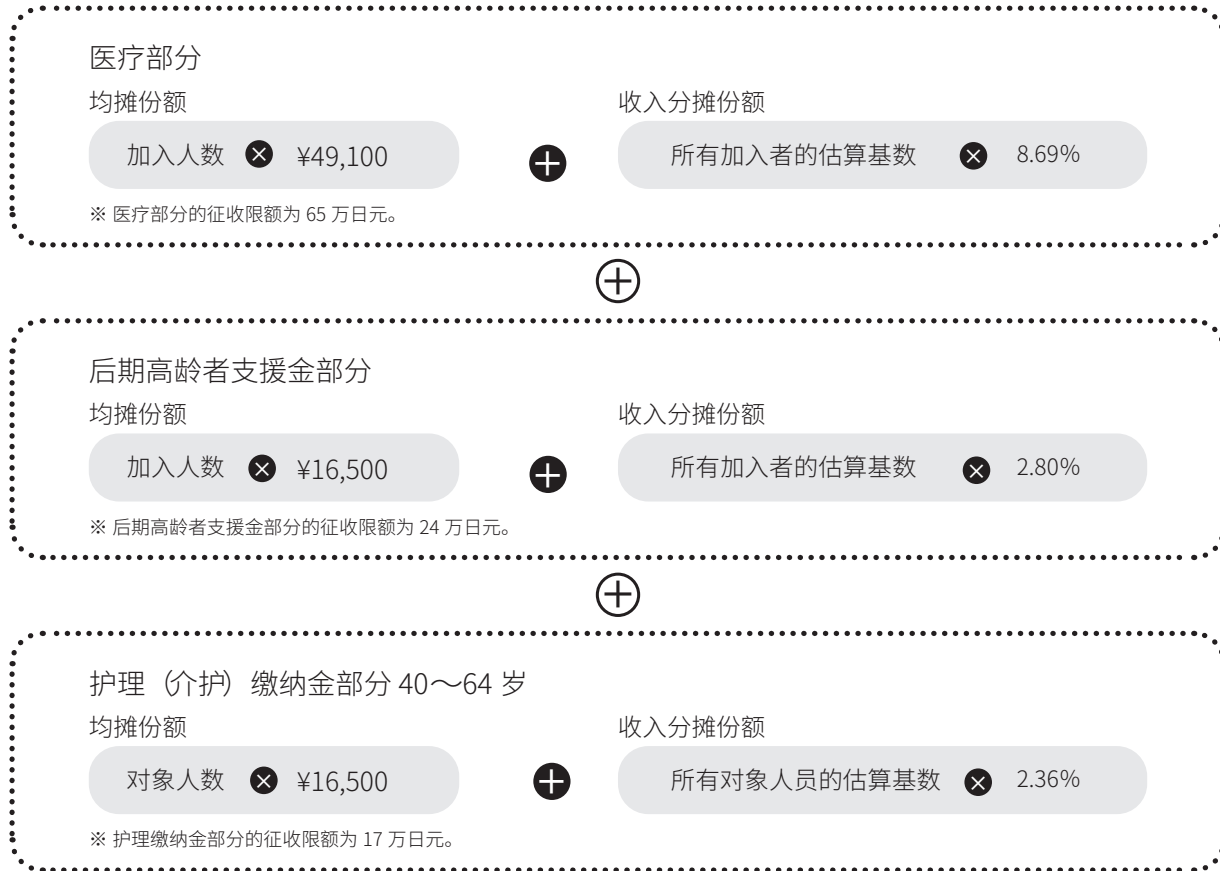 医疗部分
均摊份额 收入分摊份额
加入人数 × ¥49,100 + 所有加入者的估算基数 × 8.69%
※ 医疗部分的征收限额为 65 万日元。
+
后期高龄者支援金部分
均摊份额 收入分摊份额
加入人数 × ¥16,500 + 所有加入者的估算基数 × 2.80%
※ 后期高龄者支援金部分的征收限额为 24 万日元。
+
护理（介护）缴纳金部分 40～64 岁
均摊份额 收入分摊份额
对象人数 × ¥16,500 + 所有对象人员的估算基数 × 2.36%
※ 护理缴纳金部分的征收限额为 17 万日元。